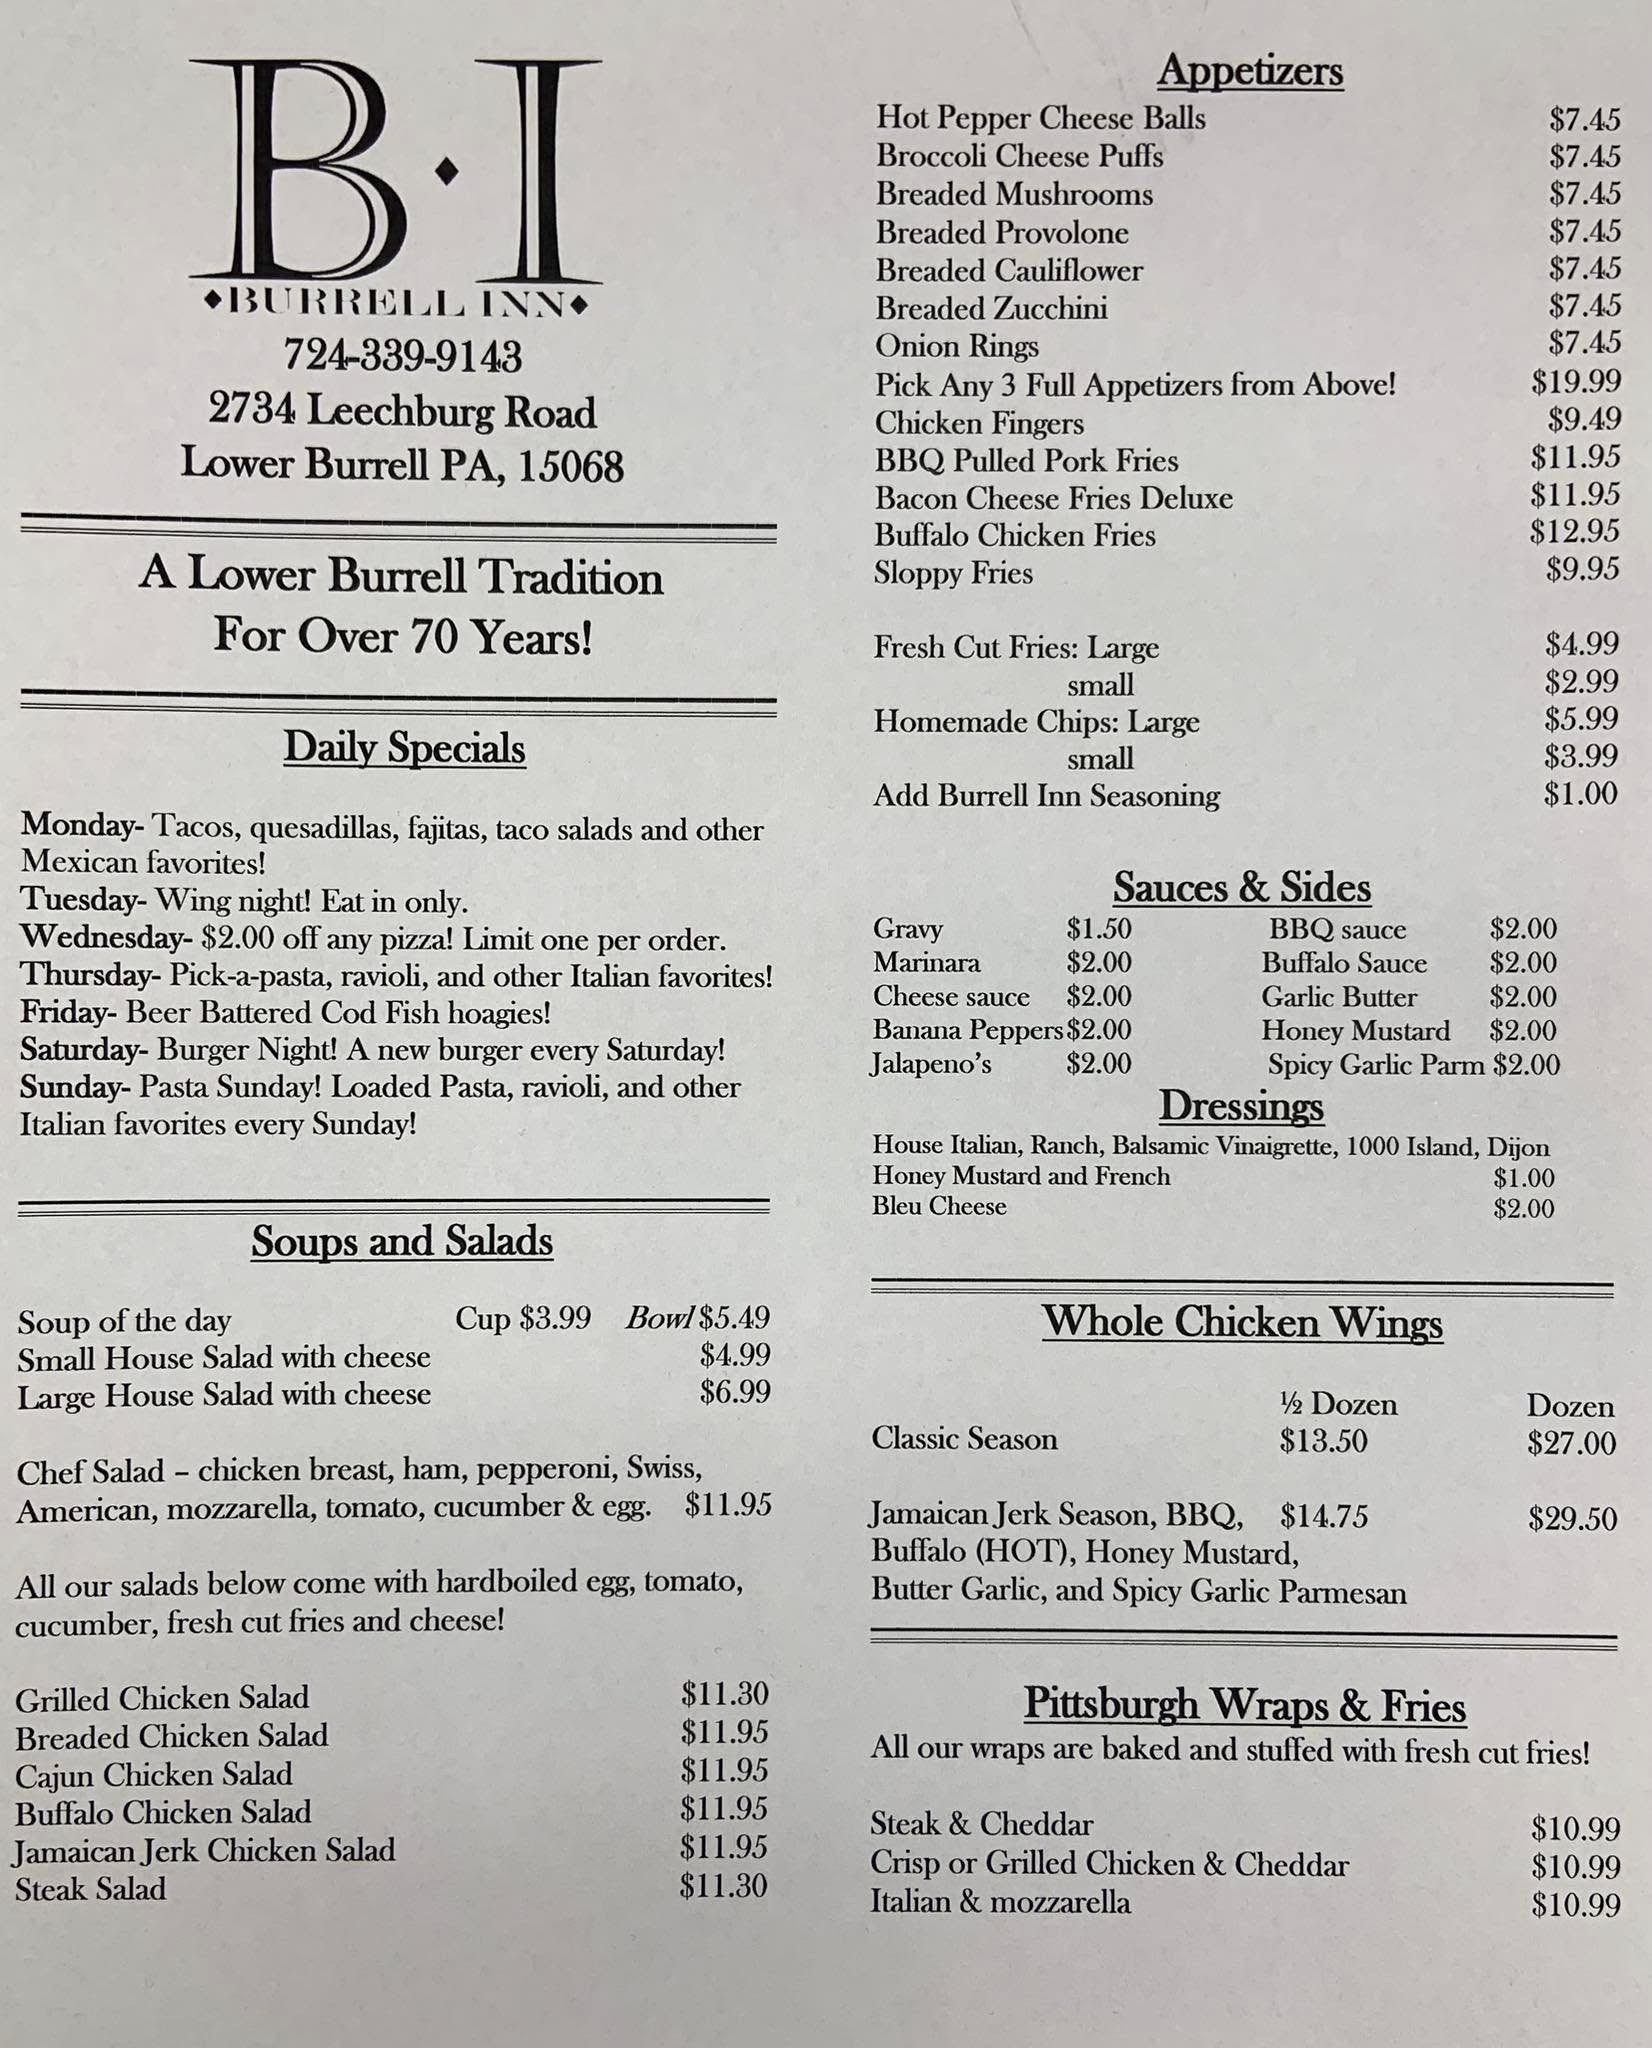 B · I
◆BURRELL INN◆
724-339-9143
2734 Leechburg Road
Lower Burrell PA, 15068
A Lower Burrell Tradition
For Over 70 Years!
Daily Specials
Monday- Tacos, quesadillas, fajitas, taco salads and other
Mexican favorites!
Tuesday- Wing night! Eat in only.
Wednesday- $2.00 off any pizza! Limit one per order.
Thursday- Pick-a-pasta, ravioli, and other Italian favorites!
Friday- Beer Battered Cod Fish hoagies!
Saturday- Burger Night! A new burger every Saturday!
Sunday- Pasta Sunday! Loaded Pasta, ravioli, and other
Italian favorites every Sunday!
Soups and Salads
Soup of the day Cup $3.99 Bowl $5.49
Small House Salad with cheese $4.99
Large House Salad with cheese $6.99
Chef Salad – chicken breast, ham, pepperoni, Swiss,
American, mozzarella, tomato, cucumber & egg. $11.95
All our salads below come with hardboiled egg, tomato,
cucumber, fresh cut fries and cheese!
Grilled Chicken Salad $11.30
Breaded Chicken Salad $11.95
Cajun Chicken Salad $11.95
Buffalo Chicken Salad $11.95
Jamaican Jerk Chicken Salad $11.95
Steak Salad $11.30
Appetizers
Hot Pepper Cheese Balls $7.45
Broccoli Cheese Puffs $7.45
Breaded Mushrooms $7.45
Breaded Provolone $7.45
Breaded Cauliflower $7.45
Breaded Zucchini $7.45
Onion Rings $7.45
Pick Any 3 Full Appetizers from Above! $19.99
Chicken Fingers $9.49
BBQ Pulled Pork Fries $11.95
Bacon Cheese Fries Deluxe $11.95
Buffalo Chicken Fries $12.95
Sloppy Fries $9.95
Fresh Cut Fries: Large $4.99
small $2.99
Homemade Chips: Large $5.99
small $3.99
Add Burrell Inn Seasoning $1.00
Sauces & Sides
Gravy $1.50 BBQ sauce $2.00
Marinara $2.00 Buffalo Sauce $2.00
Cheese sauce $2.00 Garlic Butter $2.00
Banana Peppers $2.00 Honey Mustard $2.00
Jalapeno's $2.00 Spicy Garlic Parm $2.00
Dressings
House Italian, Ranch, Balsamic Vinaigrette, 1000 Island, Dijon
Honey Mustard and French $1.00
Bleu Cheese $2.00
Whole Chicken Wings
½ Dozen Dozen
Classic Season $13.50 $27.00
Jamaican Jerk Season, BBQ, $14.75 $29.50
Buffalo (HOT), Honey Mustard,
Butter Garlic, and Spicy Garlic Parmesan
Pittsburgh Wraps & Fries
All our wraps are baked and stuffed with fresh cut fries!
Steak & Cheddar $10.99
Crisp or Grilled Chicken & Cheddar $10.99
Italian & mozzarella $10.99